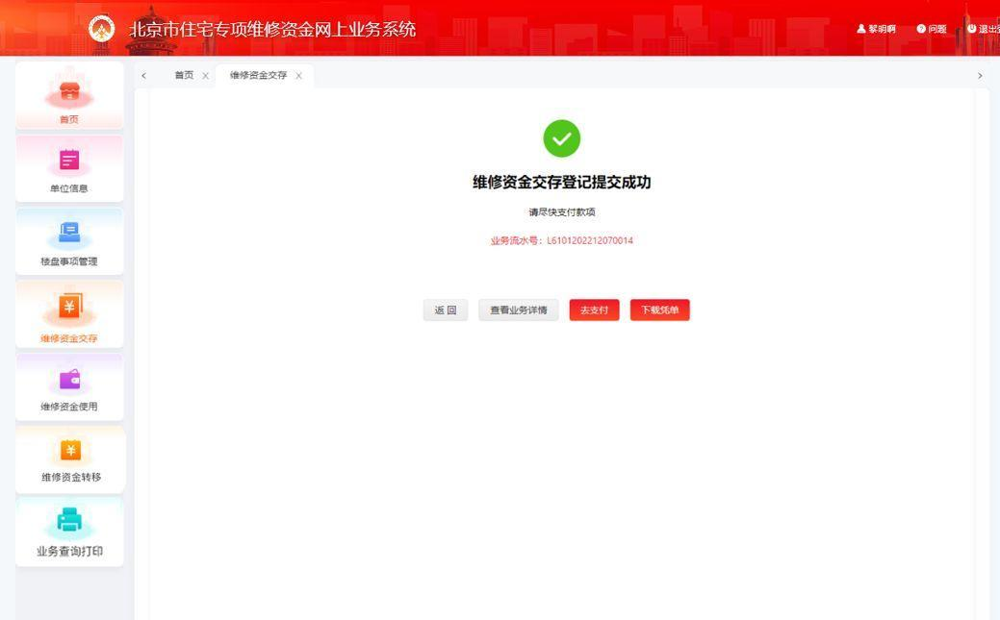 北京市住宅专项维修资金网上业务系统
黎明啊
问题
退出
首页
维修资金交存
首页
单位信息
楼盘事项管理
维修资金交存
维修资金使用
维修资金转移
业务查询打印
维修资金交存登记提交成功
请尽快支付款项
业务流水号：L6101202212070014
返 回
查看业务详情
去支付
下载凭单